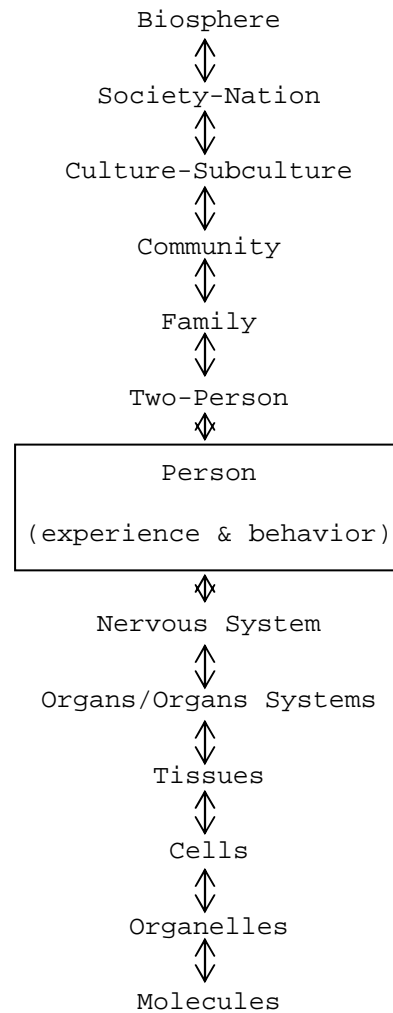 Biosphere
Society-Nation
Culture-Subculture
Community
Family
Two-Person
Person
(experience & behavior)
Nervous System
Organs/Organs Systems
Tissues
Cells
Organelles
Molecules